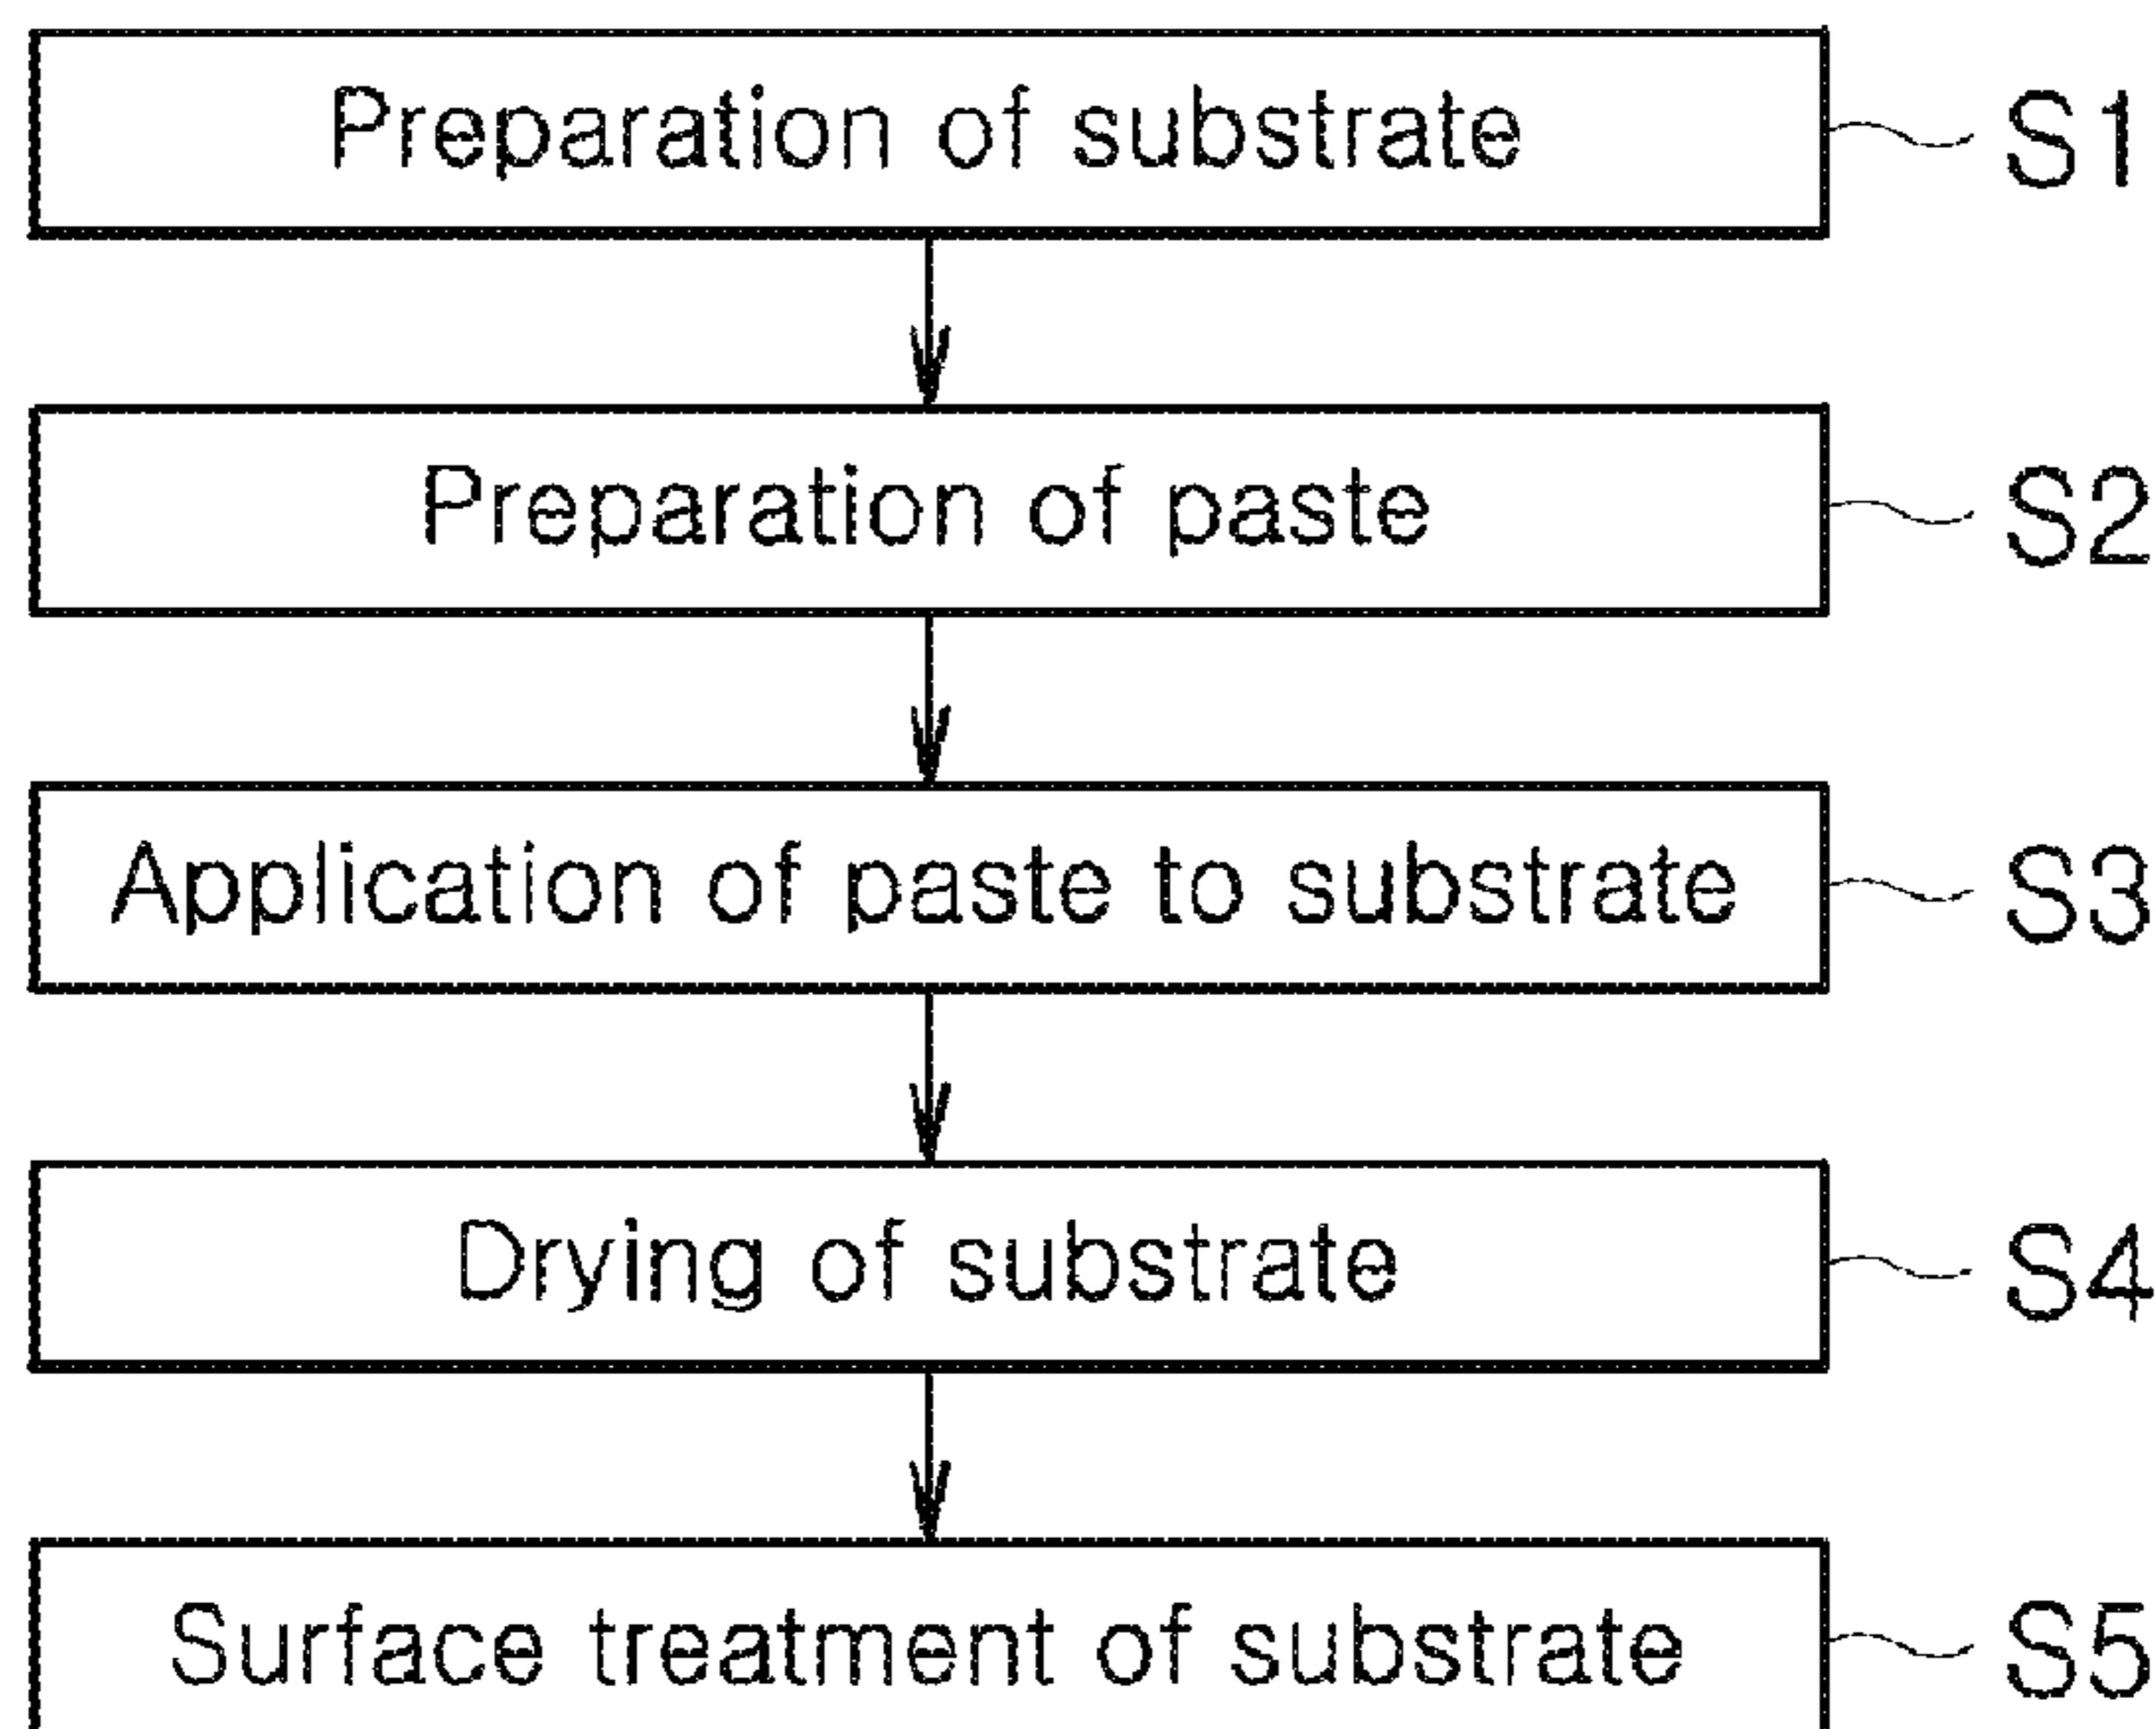 Preparation of substrate S1
Preparation of paste S2
Application of paste to substrate S3
Drying of substrate S4
Surface treatment of substrate S5